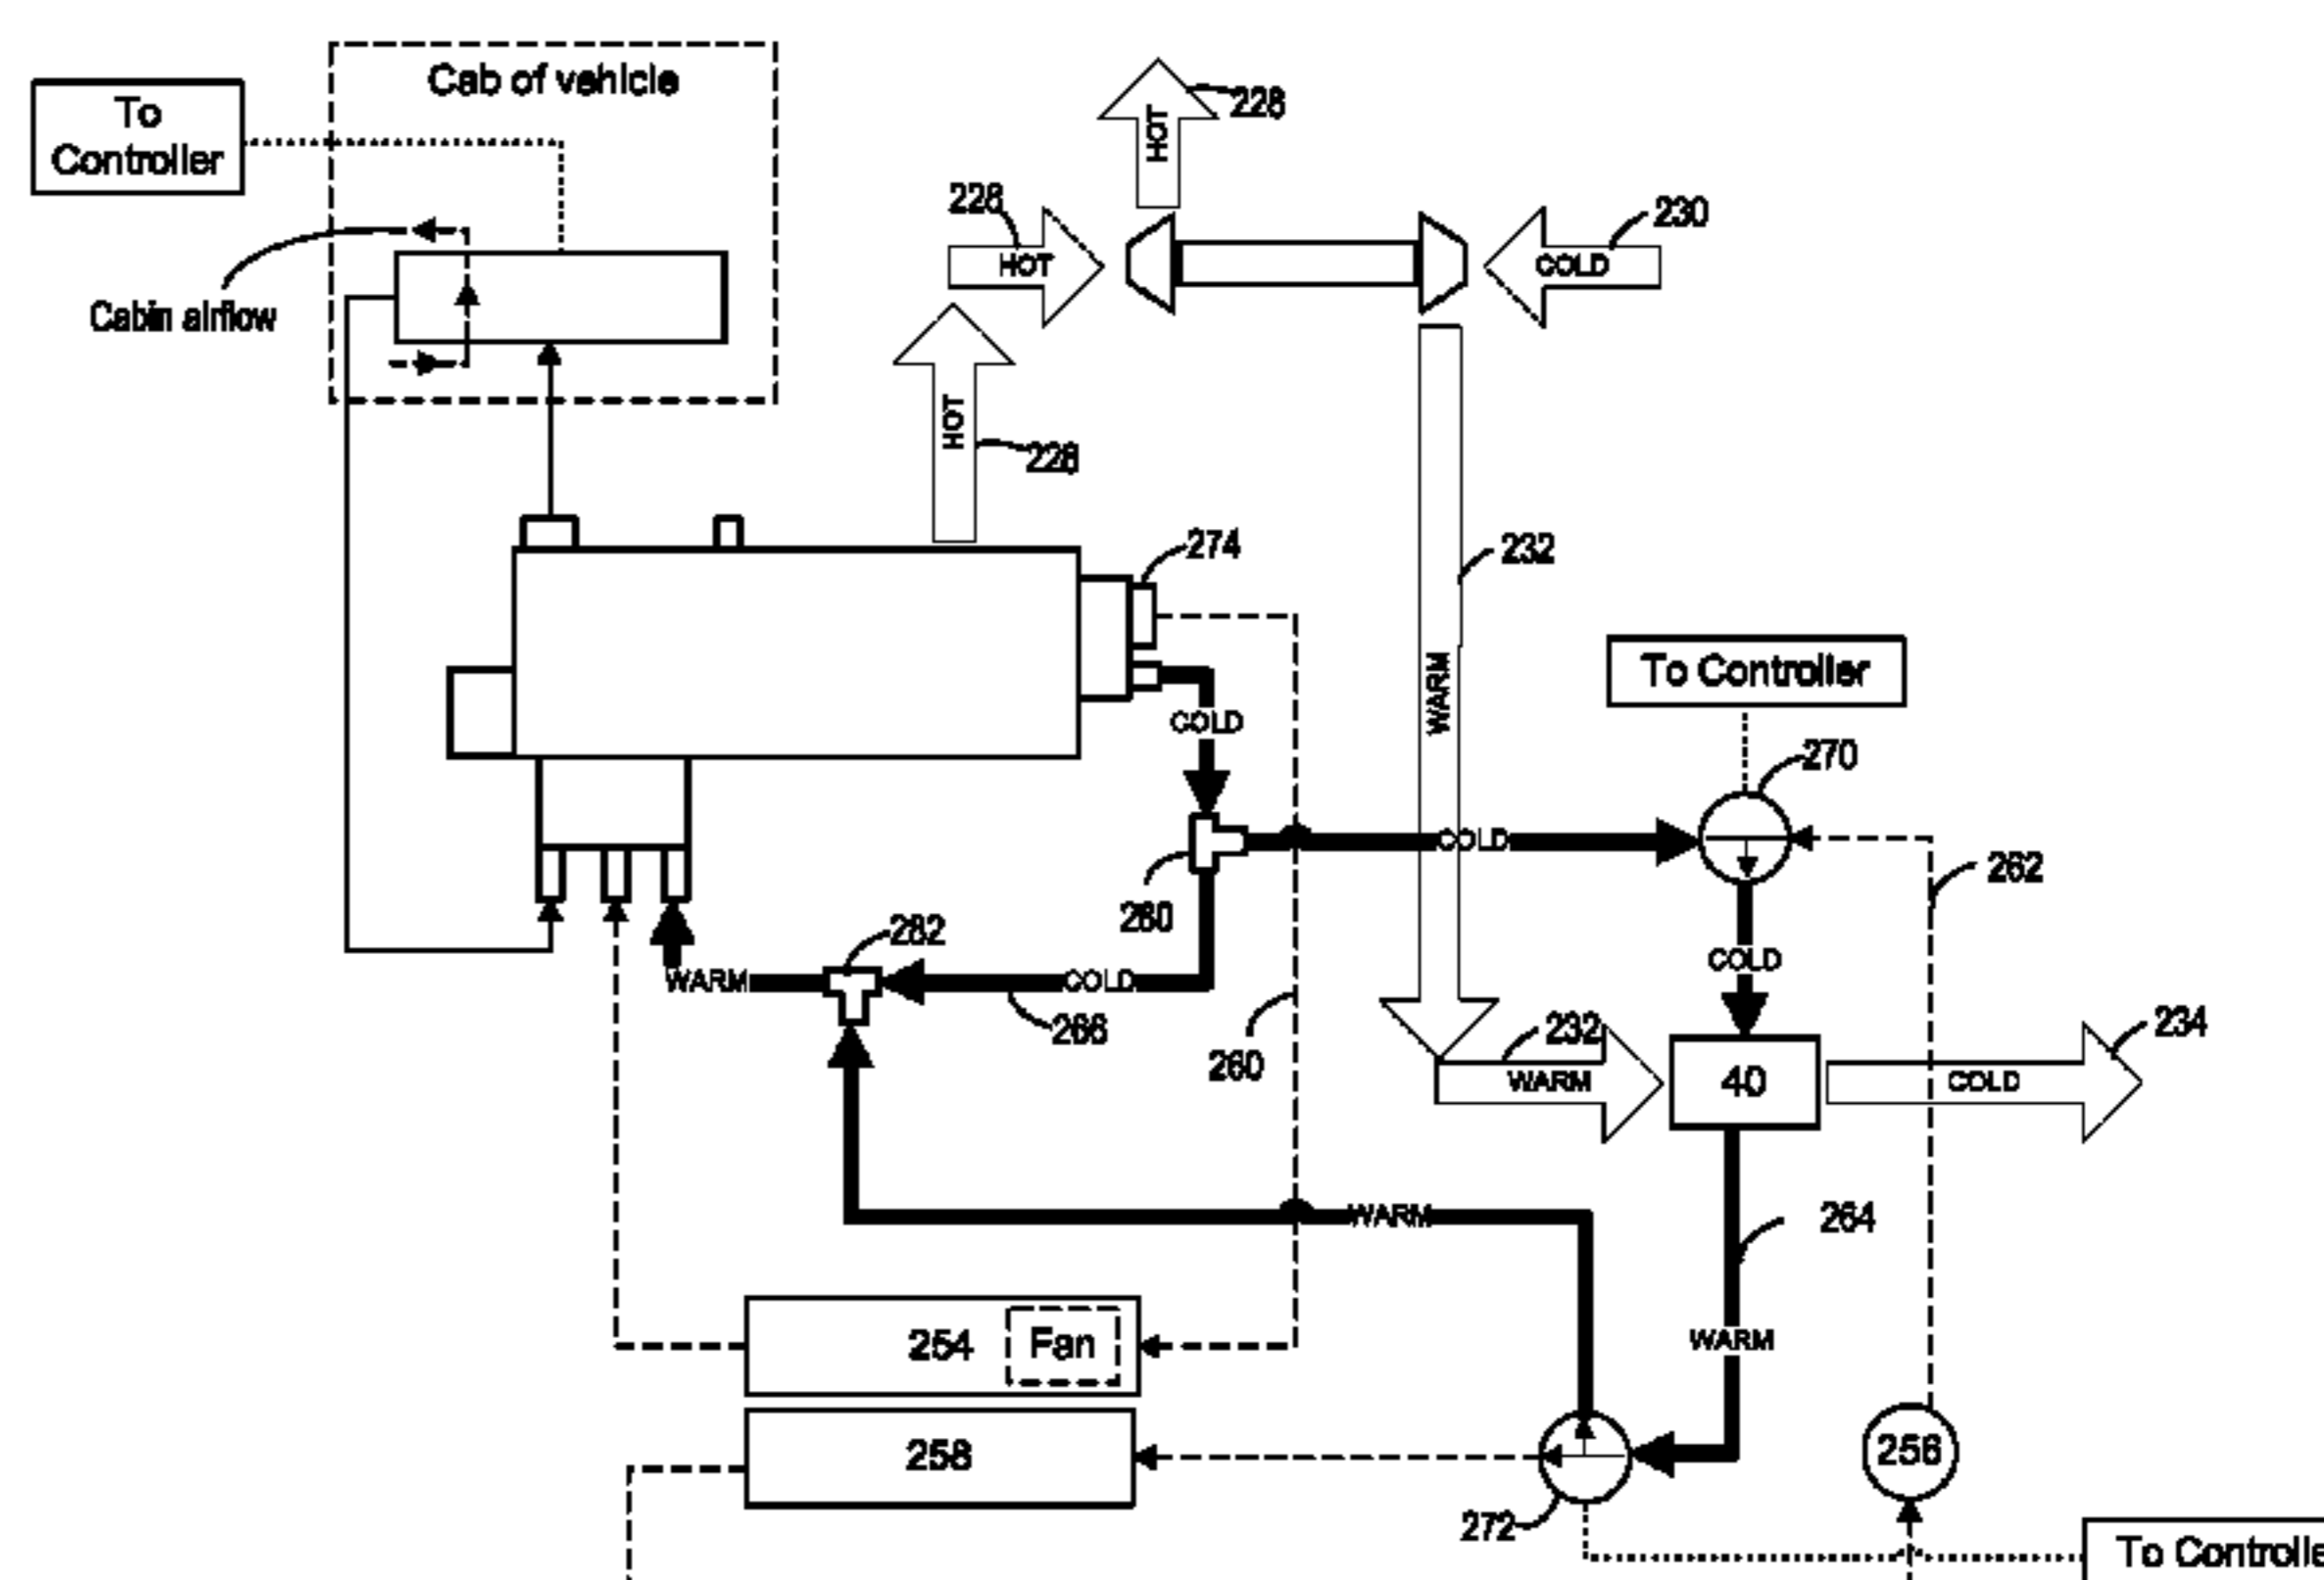 Cab of vehicle
To
Controller
HOT
228
228
HOT
230
COLD
Cabin airflow
HOT
228
274
232
WARM
To Controller
COLD
270
COLD
262
280
282
COLD
WARM
COLD
266
260
232
WARM
40
COLD
234
WARM
264
WARM
254
Fan
258
256
272
To Controlle